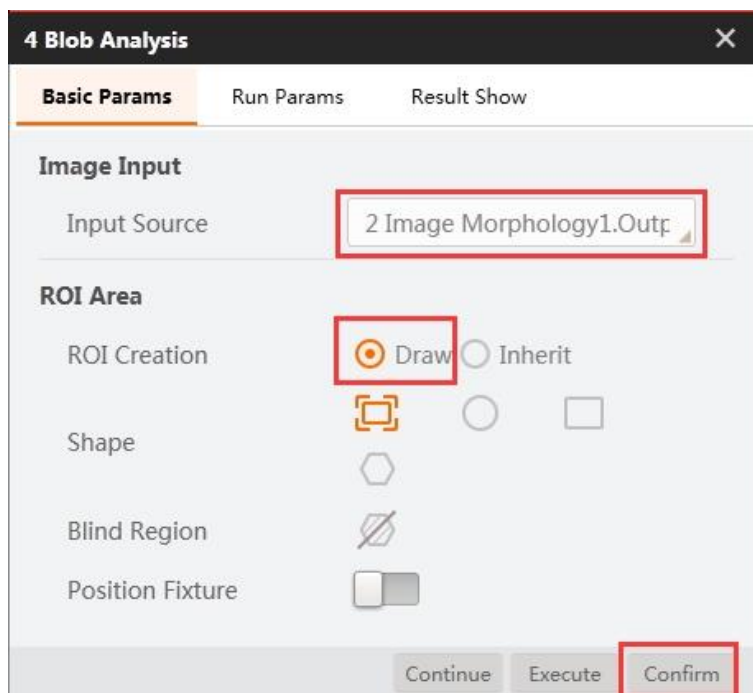 4 Blob Analysis
Basic Params Run Params Result Show
Image Input
Input Source 2 Image Morphology1.Outp
ROI Area
ROI Creation Draw Inherit
Shape
Blind Region
Position Fixture
Continue Execute Confirm